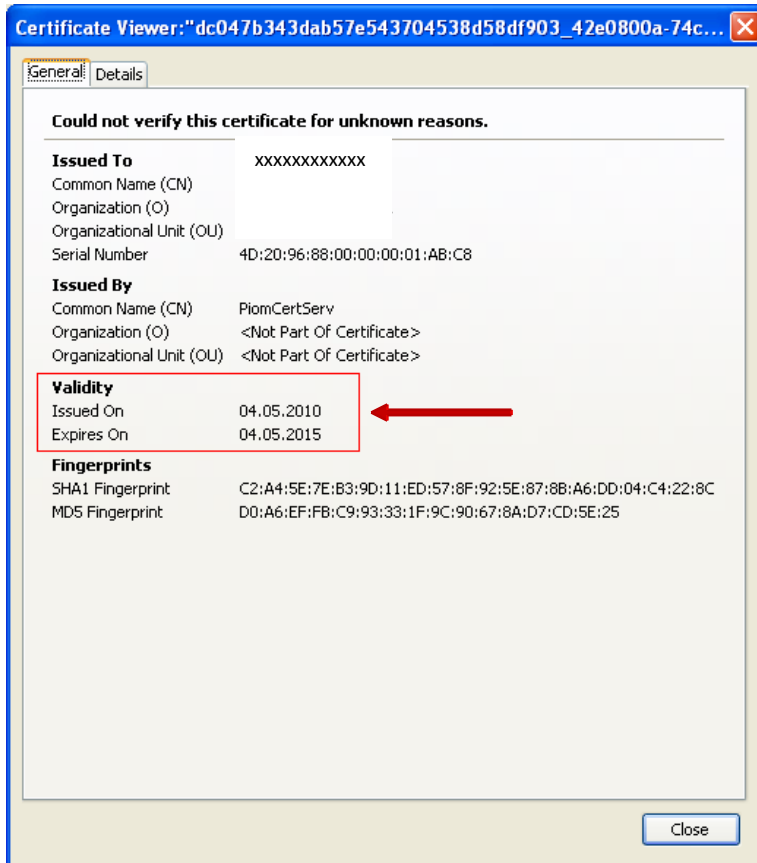 Certificate Viewer:"dc047b343dab57e543704538d58df903_42e0800a-74c...
General Details
Could not verify this certificate for unknown reasons.
Issued To xxxxxxxxxxxx
Common Name (CN)
Organization (O)
Organizational Unit (OU)
Serial Number 4D:20:96:88:00:00:00:01:AB:C8
Issued By
Common Name (CN) PiomCertServ
Organization (O) <Not Part Of Certificate>
Organizational Unit (OU) <Not Part Of Certificate>
Validity
Issued On 04.05.2010
Expires On 04.05.2015
Fingerprints
SHA1 Fingerprint C2:A4:5E:7E:B3:9D:11:ED:57:8F:92:5E:87:8B:A6:DD:04:C4:22:8C
MD5 Fingerprint D0:A6:EF:FB:C9:93:33:1F:9C:90:67:8A:D7:CD:5E:25
Close